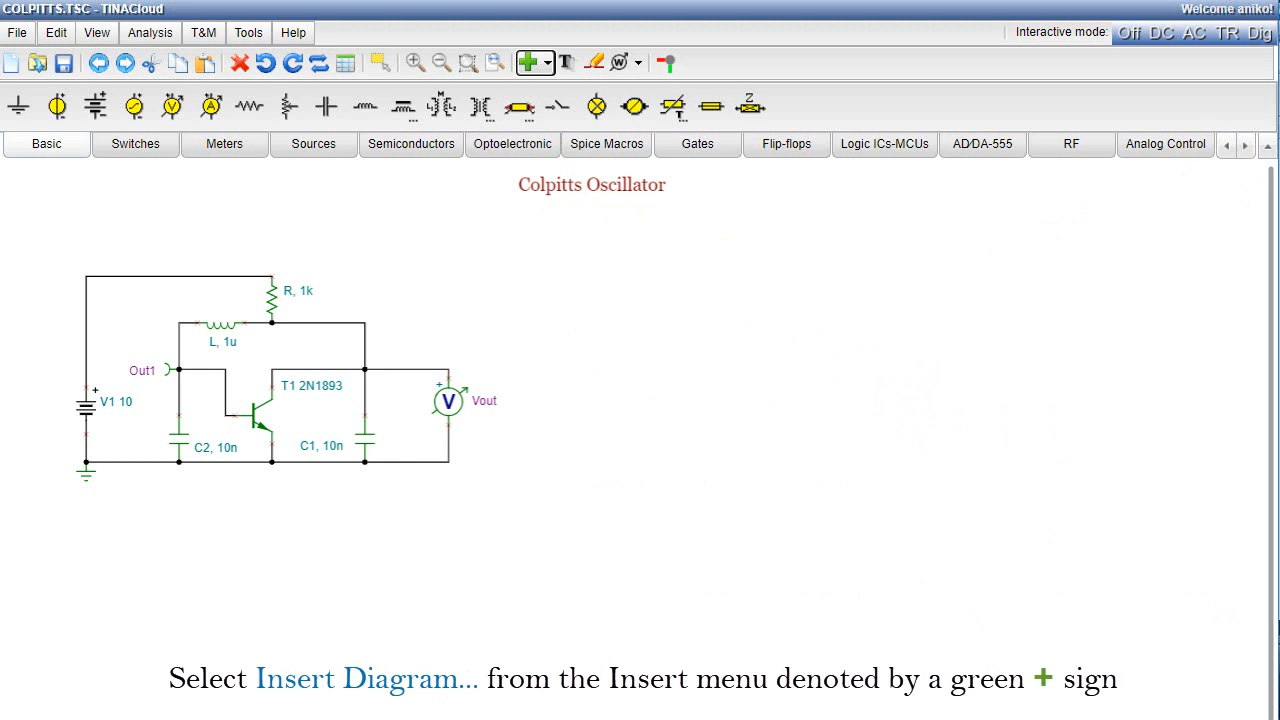 COLPITTS.TSC - TINACloud Welcome aniko!
File Edit View Analysis T&M Tools Help Interactive mode: Off DC AC TR Dig
T W
+ V A M Z
Basic Switches Meters Sources Semiconductors Optoelectronic Spice Macros Gates Flip-flops Logic ICs-MCUs AD/DA-555 RF Analog Control
Colpitts Oscillator
R, 1k
L, 1u
Out1
T1 2N1893
+
+
V1 10
V
Vout
C2, 10n
C1, 10n
Select Insert Diagram... from the Insert menu denoted by a green + sign